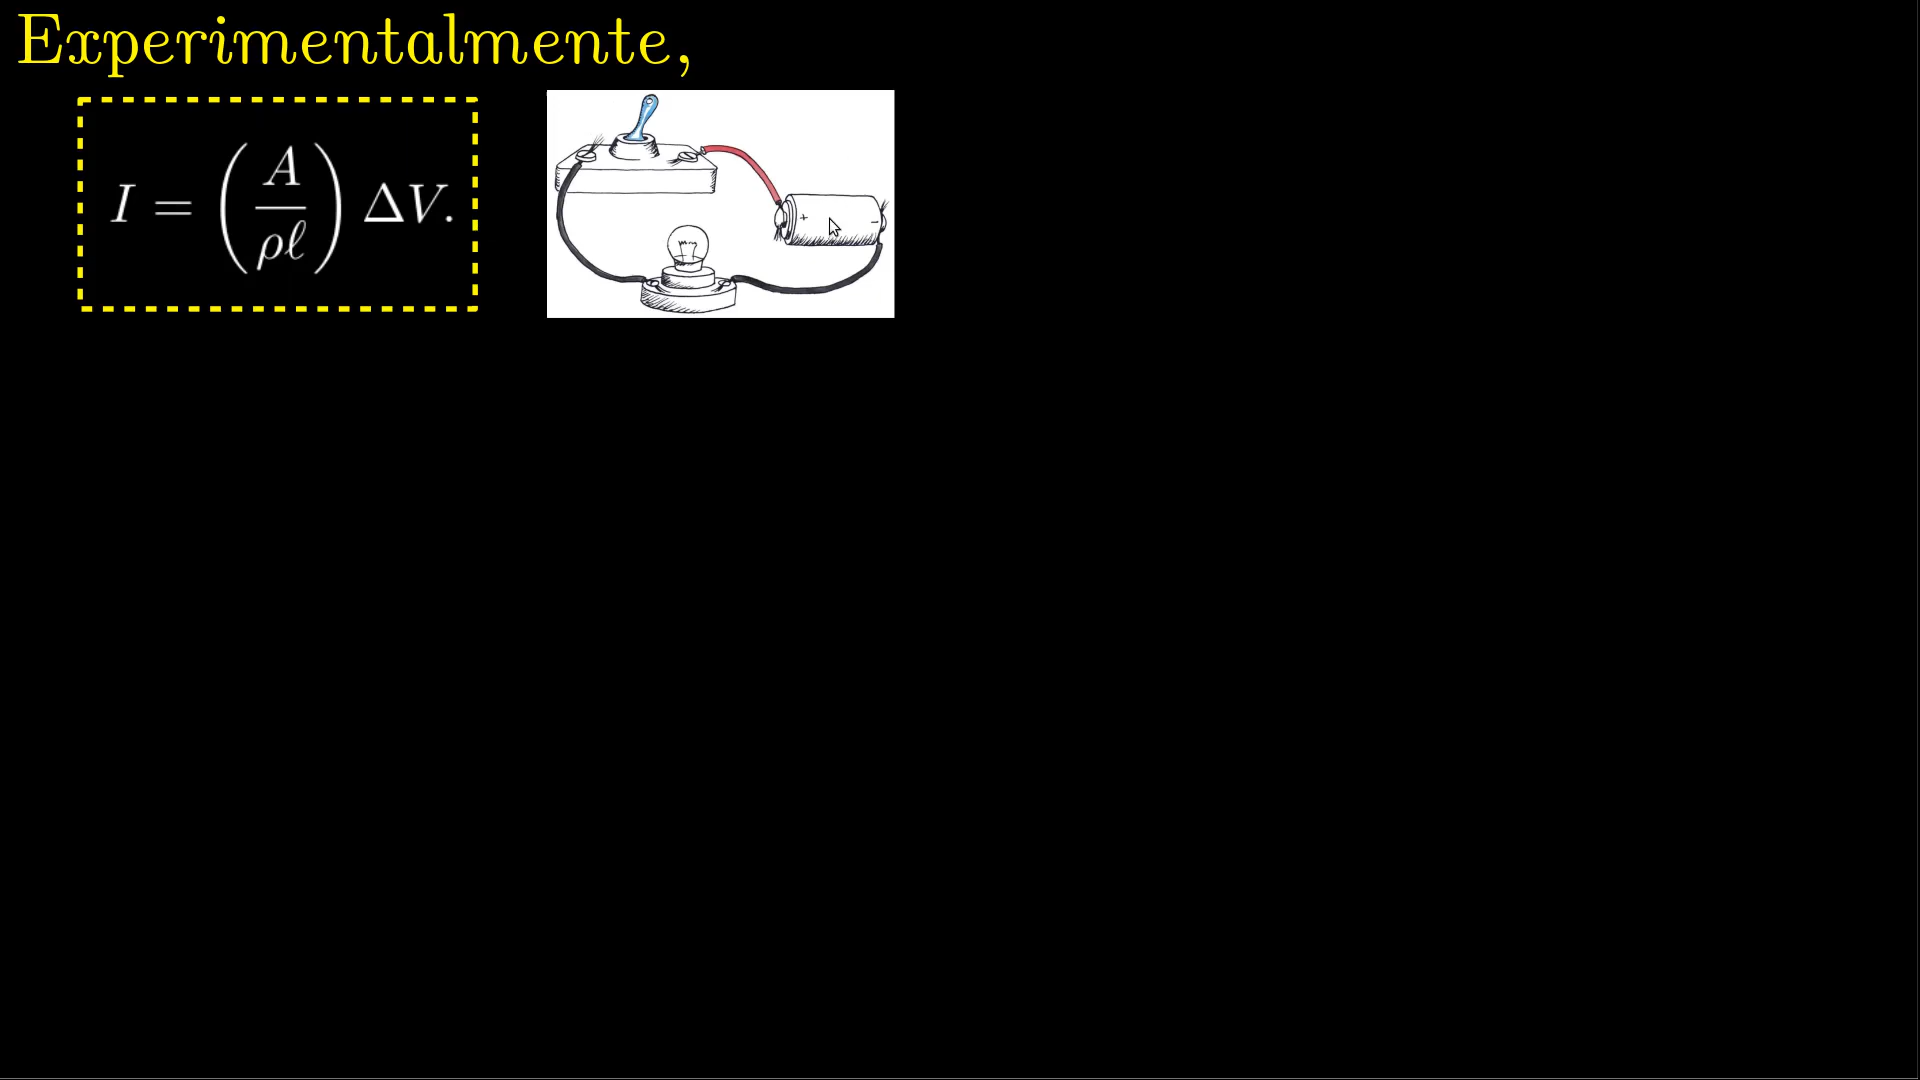 Experimentalmente,
I = (A/ρℓ) ΔV.
+ −